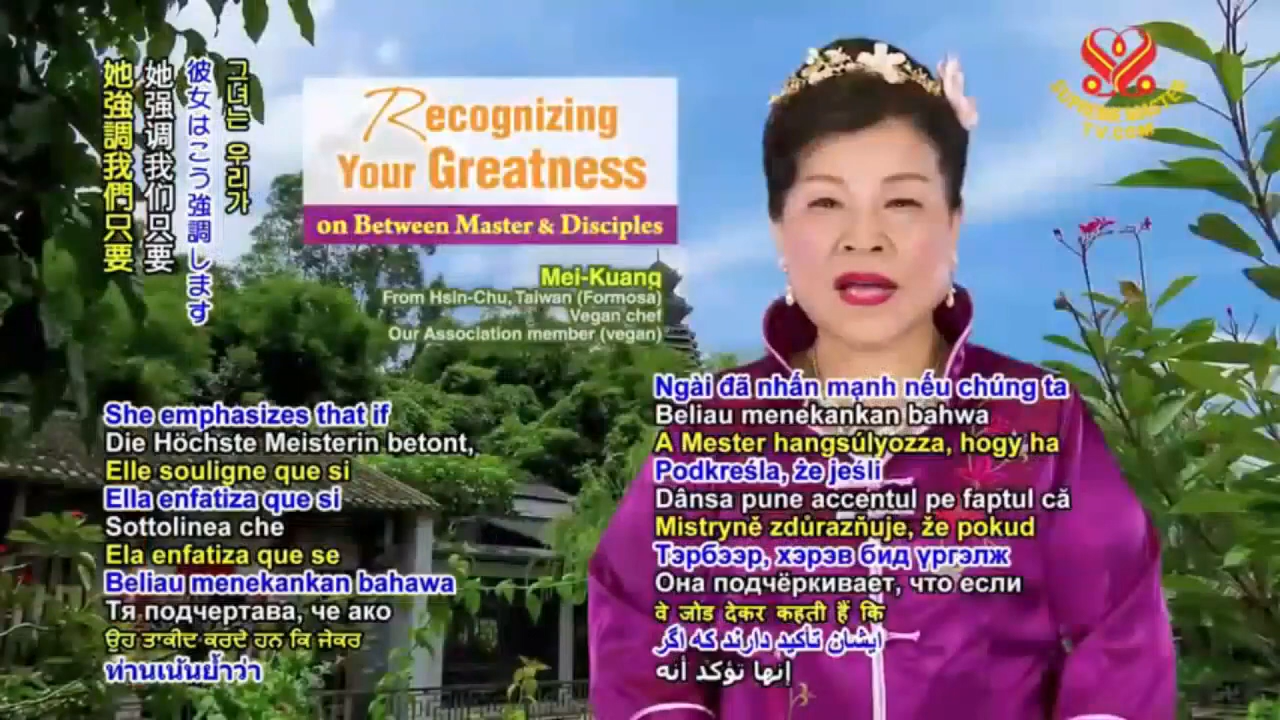 그녀는 우리가
彼女はこう強調します
她强调我们只要
她強調我們只要
Recognizing
Your Greatness
on Between Master & Disciples
Mei-Kuang
From Hsin-Chu, Taiwan (Formosa)
Vegan chef
Our Association member (vegan)
SUPREME MASTER
TV.COM
She emphasizes that if
Die Höchste Meisterin betont,
Elle souligne que si
Ella enfatiza que si
Sottolinea che
Ela enfatiza que se
Beliau menekankan bahawa
Тя подчертава, че ако
ਉਹ ਤਾਕੀਦ ਕਰਦੇ ਹਨ ਕਿ ਜੇਕਰ
ท่านเน้นย้ำว่า
Ngài đã nhấn mạnh nếu chúng ta
Beliau menekankan bahwa
A Mester hangsúlyozza, hogy ha
Podkreśla, że jeśli
Dânsa pune accentul pe faptul că
Mistryně zdůrazňuje, že pokud
Тэрбээр, хэрэв бид үргэлж
Она подчёркивает, что если
वे जोड देकर कहती हैं कि
ایشان تأکید دارند که اگر
إنها تؤكد أنه